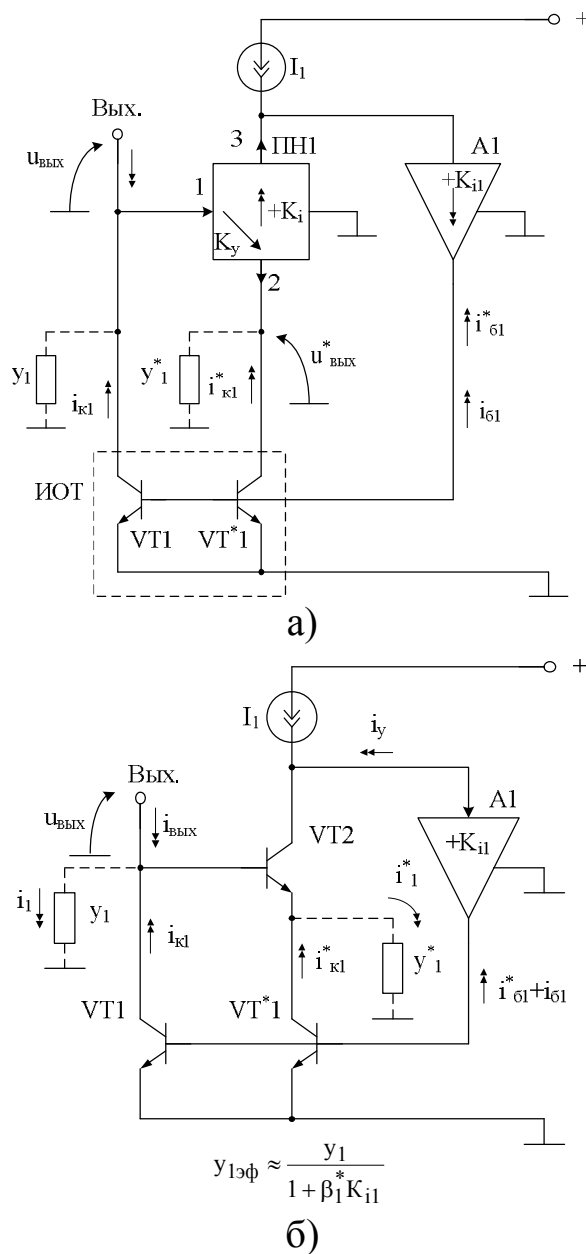 +
I₁
Вых.
3 ПН1
A1
uвых
+Ki1
1
+Ki
Kу
2
i*б1
u*вых
y₁
y*₁
iк1
i*к1
iб1
ИОТ
VT1
VT*1
а)
+
I₁
iу
Вых.
A1
uвых
iвых
VT2
+Ki1
i₁
y₁
i*₁
iк1
i*к1
y*₁
i*б1+iб1
VT1
VT*1
y1эф ≈ y₁ / (1 + β*₁Ki1)
б)